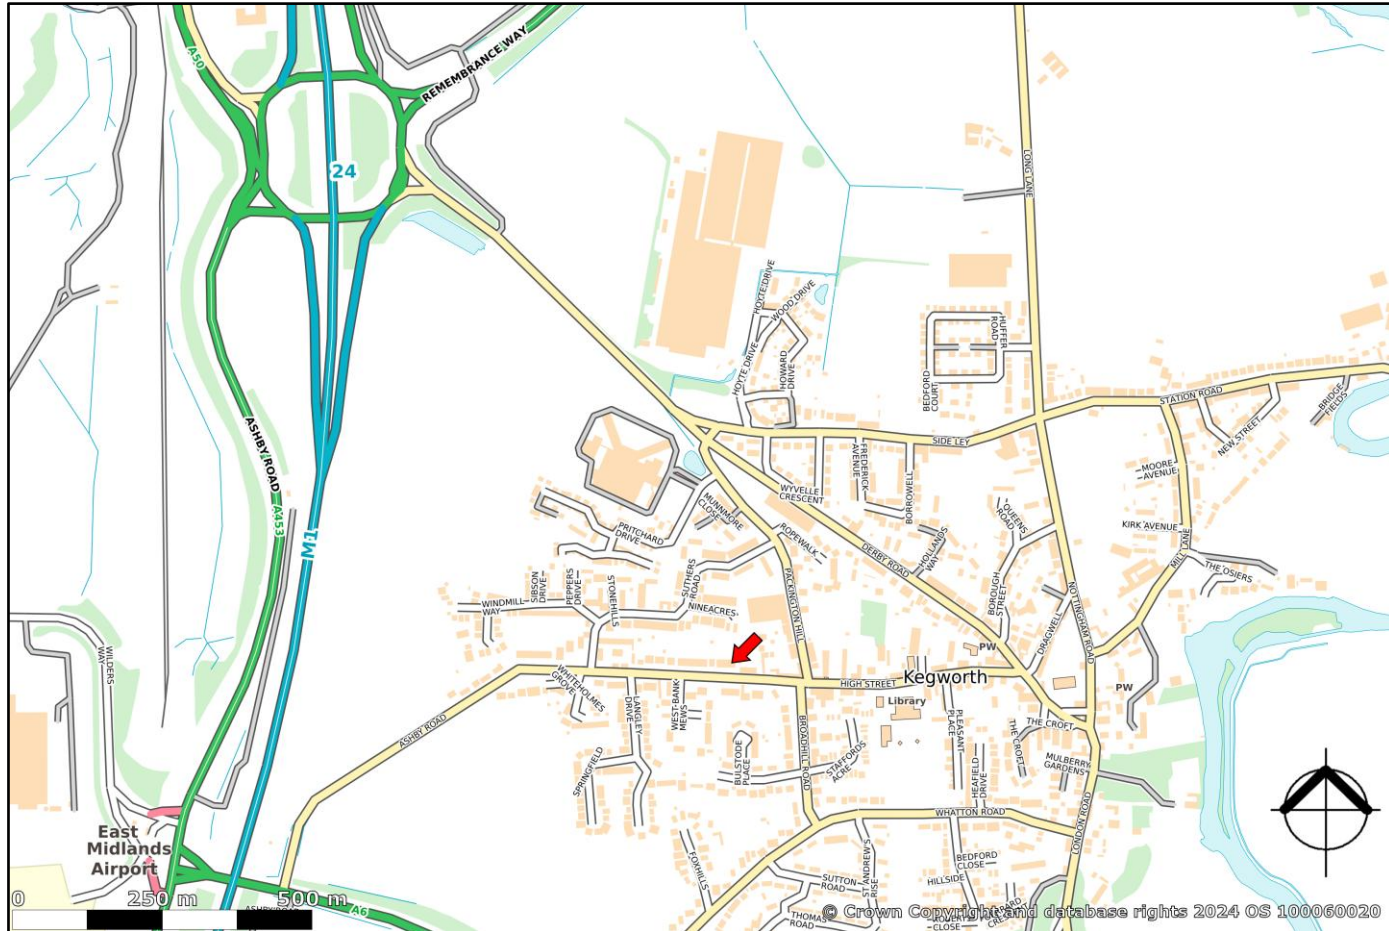 A50
REMEMBRANCE WAY
24
LONG LANE
HOYTE DRIVE
WOOD DRIVE
HOYTE DRIVE
HOWARD
DRIVE
HUFFER
ROAD
BEDFORD
COURT
STATION ROAD
BRIDGE
FIELDS
NEW STREET
SIDE LEY
ASHBY ROAD
A453
M1
FREDERICK
AVENUE
BORROWELL
WYVELLE
CRESCENT
MOORE
AVENUE
MUNNMORE
CLOSE
QUEENS
ROAD
KIRK AVENUE
MILL LANE
PRITCHARD
DRIVE
ROPEWALK
DERBY ROAD
HOLLANDS
WAY
THE OSIERS
SIBSON
DRIVE
PEPPERS
DRIVE
STONEHILLS
SUTHERS
ROAD
PACKINGTON HILL
BOROUGH
STREET
NOTTINGHAM ROAD
WINDMILL
WAY
NINEACRES
DRAGWELL
PW
WILDERS
WAY
WHITEHOLMES
GROVE
HIGH STREET
Kegworth
PW
LANGLEY
DRIVE
WEST-BANK
MEWS
Library
ASHBY ROAD
BROADHILL ROAD
PLEASANT
PLACE
THE CROFT
THE CROFT
SPRINGFIELD
BULSTODE
PLACE
STAFFORDS
ACRE
HEAFIELD
DRIVE
MULBERRY
GARDENS
WHATTON ROAD
LONDON ROAD
East
Midlands
Airport
FOXHILLS
ST ANDREW'S
RISE
BEDFORD
CLOSE
SUTTON
ROAD
HILLSIDE
0 250 m 500 m
A6
THOMAS
ROAD
© Crown Copyright and database rights 2024 OS 100060020